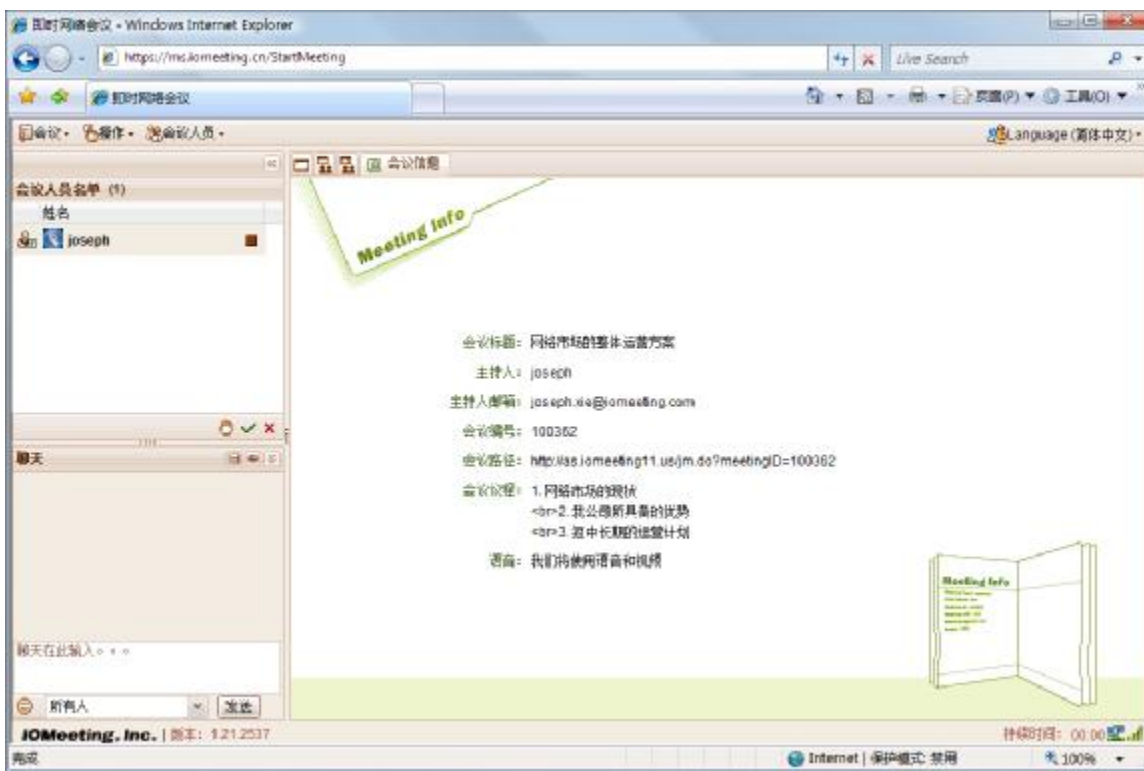 即时网络会议 - Windows Internet Explorer
https://ms.iomeeting.cn/StartMeeting
Live Search
即时网络会议
页面(P) 工具(O)
会议 操作 会议人员
Language (简体中文)
会议信息
会议人员名单 (1)
姓名
joseph
Meeting Info
会议标题: 网络市场的整体运营方案
主持人: joseph
主持人邮箱: joseph.xie@iomeeting.com
会议编号: 100362
会议路径: http://as.iomeeting11.us/jm.do?meetingID=100362
会议议程: 1. 网络市场的现状
<br>2. 我公司所具备的优势
<br>3. 短中长期的运营计划
语音: 我们将使用语音和视频
聊天
Meeting Info
聊天在此输入。。。
所有人 发送
IOMeeting, Inc. | 版本: 1.21.2537
持续时间: 00:00
完成
Internet | 保护模式: 禁用
100%